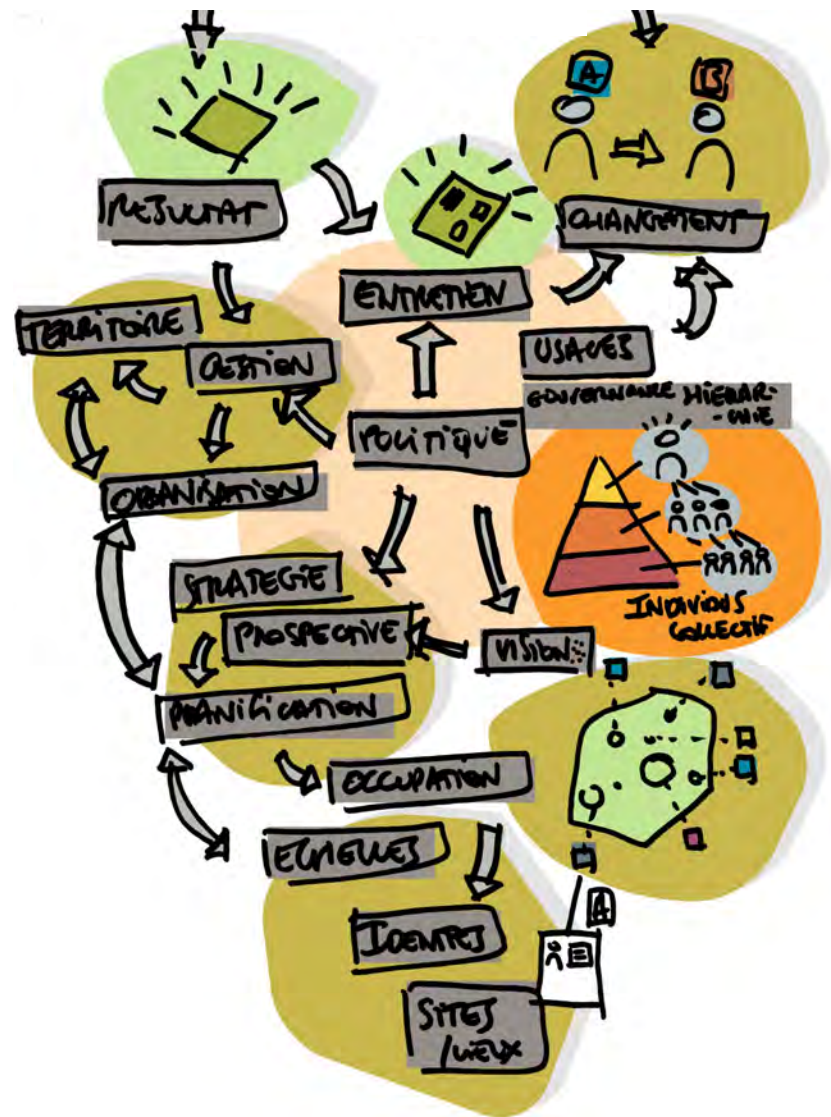 A
B
RESULTAT
CHANGEMENT
ENTRETIEN
TERRITOIRE
GESTION
USAGES
GOUVERNANCE HIERAR-
-CHIE
POLITIQUE
ORGANISATION
STRATEGIE
PROSPECTIVE
VISION
INDIVIDUS
COLLECTIF
PLANIFICATION
OCCUPATION
ECHELLES
A
SITES
/LIEUX